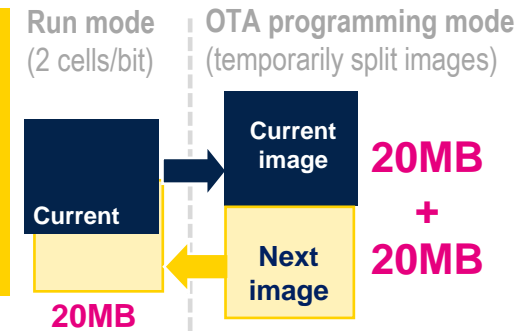 Run mode
(2 cells/bit)
OTA programming mode
(temporarily split images)
Current
20MB
Current
image
Next
image
20MB
+
20MB